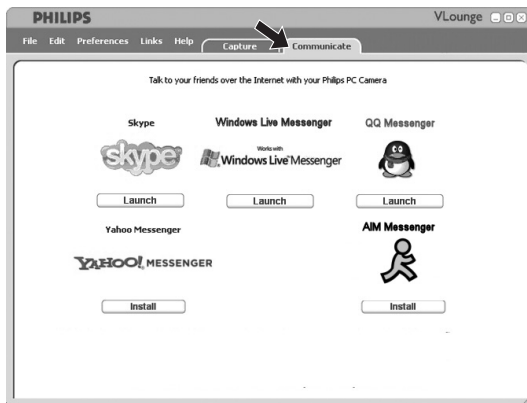 PHILIPS VLounge
File Edit Preferences Links Help Capture Communicate
Talk to your friends over the Internet with your Philips PC Camera
Skype Windows Live Messenger QQ Messenger
skype Works with
Windows Live Messenger
Launch Launch Launch
Yahoo Messenger AIM Messenger
YAHOO! MESSENGER
Install Install